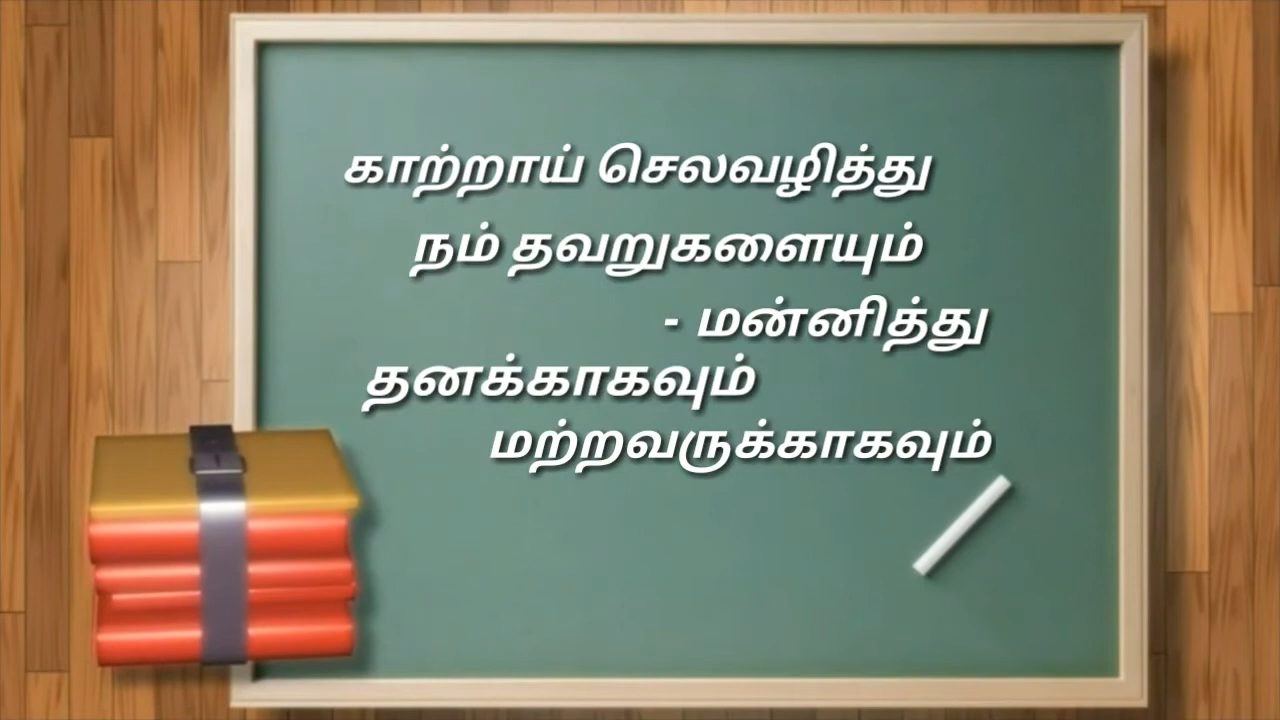 காற்றாய் செலவழித்து
நம் தவறுகளையும்
- மன்னித்து
தனக்காகவும்
மற்றவருக்காகவும்